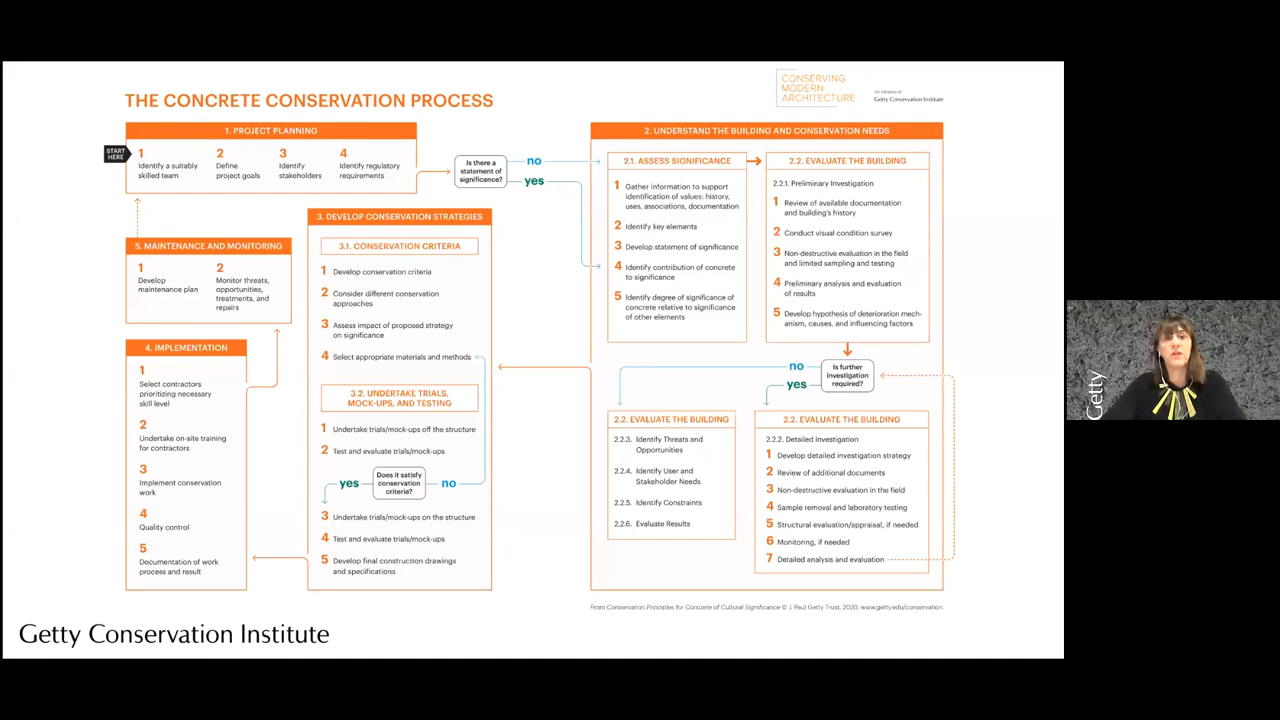 THE CONCRETE CONSERVATION PROCESS
CONSERVING
MODERN
ARCHITECTURE
An initiative of
Getty Conservation Institute
1. PROJECT PLANNING
START
HERE
1
Identify a suitably
skilled team
2
Define
project goals
3
Identify
stakeholders
4
Identify regulatory
requirements
Is there a
statement of
significance?
no
yes
2. UNDERSTAND THE BUILDING AND CONSERVATION NEEDS
2.1. ASSESS SIGNIFICANCE
1 Gather information to support
identification of values: history,
uses, associations, documentation
2 Identify key elements
3 Develop statement of significance
4 Identify contribution of concrete
to significance
5 Identify degree of significance of
concrete relative to significance
of other elements
2.2. EVALUATE THE BUILDING
2.2.1. Preliminary Investigation
1 Review of available documentation
and building's history
2 Conduct visual condition survey
3 Non-destructive evaluation in the field
and limited sampling and testing
4 Preliminary analysis and evaluation
of results
5 Develop hypothesis of deterioration mech-
anism, causes, and influencing factors
Is further
investigation
required?
no
yes
2.2. EVALUATE THE BUILDING
2.2.3. Identify Threats and
Opportunities
2.2.4. Identify User and
Stakeholder Needs
2.2.5. Identify Constraints
2.2.6. Evaluate Results
2.2. EVALUATE THE BUILDING
2.2.2. Detailed Investigation
1 Develop detailed investigation strategy
2 Review of additional documents
3 Non-destructive evaluation in the field
4 Sample removal and laboratory testing
5 Structural evaluation/appraisal, if needed
6 Monitoring, if needed
7 Detailed analysis and evaluation
3. DEVELOP CONSERVATION STRATEGIES
3.1. CONSERVATION CRITERIA
1 Develop conservation criteria
2 Consider different conservation
approaches
3 Assess impact of proposed strategy
on significance
4 Select appropriate materials and methods
3.2. UNDERTAKE TRIALS,
MOCK-UPS, AND TESTING
1 Undertake trials/mock-ups off the structure
2 Test and evaluate trials/mock-ups
Does it satisfy
conservation
criteria?
yes
no
3 Undertake trials/mock-ups on the structure
4 Test and evaluate trials/mock-ups
5 Develop final construction drawings
and specifications
4. IMPLEMENTATION
1
Select contractors
prioritizing necessary
skill level
2
Undertake on-site training
for contractors
3
Implement conservation
work
4
Quality control
5
Documentation of work
process and result
5. MAINTENANCE AND MONITORING
1
Develop
maintenance plan
2
Monitor threats,
opportunities,
treatments, and
repairs
From Conservation Principles for Concrete of Cultural Significance © J. Paul Getty Trust, 2020, www.getty.edu/conservation.
Getty Conservation Institute
Getty